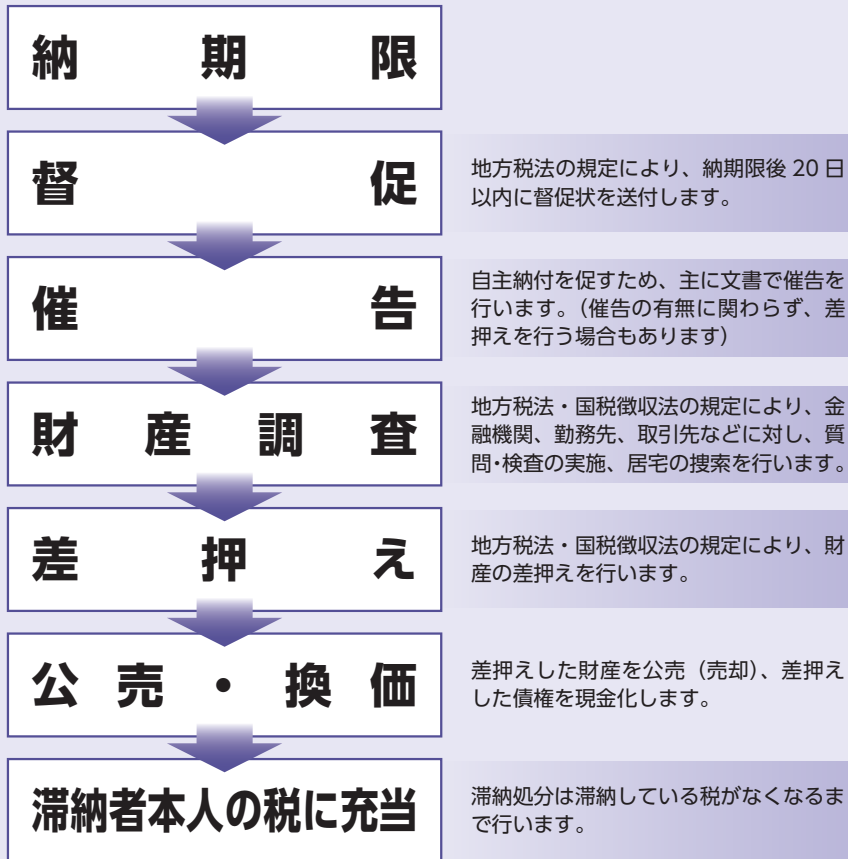 納期限
督促
地方税法の規定により、納期限後 20 日
以内に督促状を送付します。
催告
自主納付を促すため、主に文書で催告を
行います。（催告の有無に関わらず、差
押えを行う場合もあります）
財産調査
地方税法・国税徴収法の規定により、金
融機関、勤務先、取引先などに対し、質
問・検査の実施、居宅の捜索を行います。
差押え
地方税法・国税徴収法の規定により、財
産の差押えを行います。
公売・換価
差押えした財産を公売（売却）、差押え
した債権を現金化します。
滞納者本人の税に充当
滞納処分は滞納している税がなくなるま
で行います。